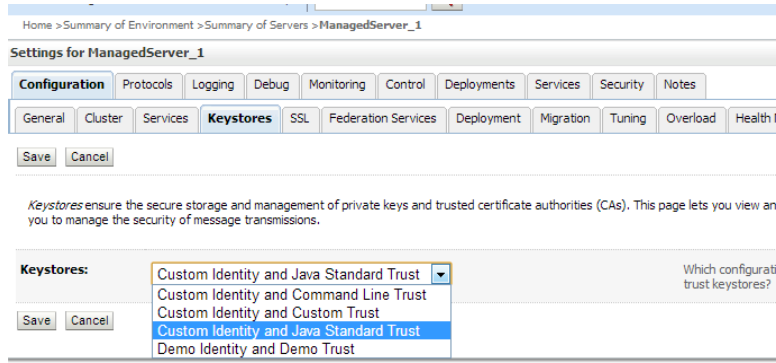 Home >Summary of Environment >Summary of Servers >ManagedServer_1
Settings for ManagedServer_1
Configuration Protocols Logging Debug Monitoring Control Deployments Services Security Notes
General Cluster Services Keystores SSL Federation Services Deployment Migration Tuning Overload Health
Save Cancel
Keystores ensure the secure storage and management of private keys and trusted certificate authorities (CAs). This page lets you view
you to manage the security of message transmissions.
Keystores: Custom Identity and Java Standard Trust Which
trust keystores?
Custom Identity and Command Line Trust
Custom Identity and Custom Trust
Custom Identity and Java Standard Trust
Demo Identity and Demo Trust
Save Cancel